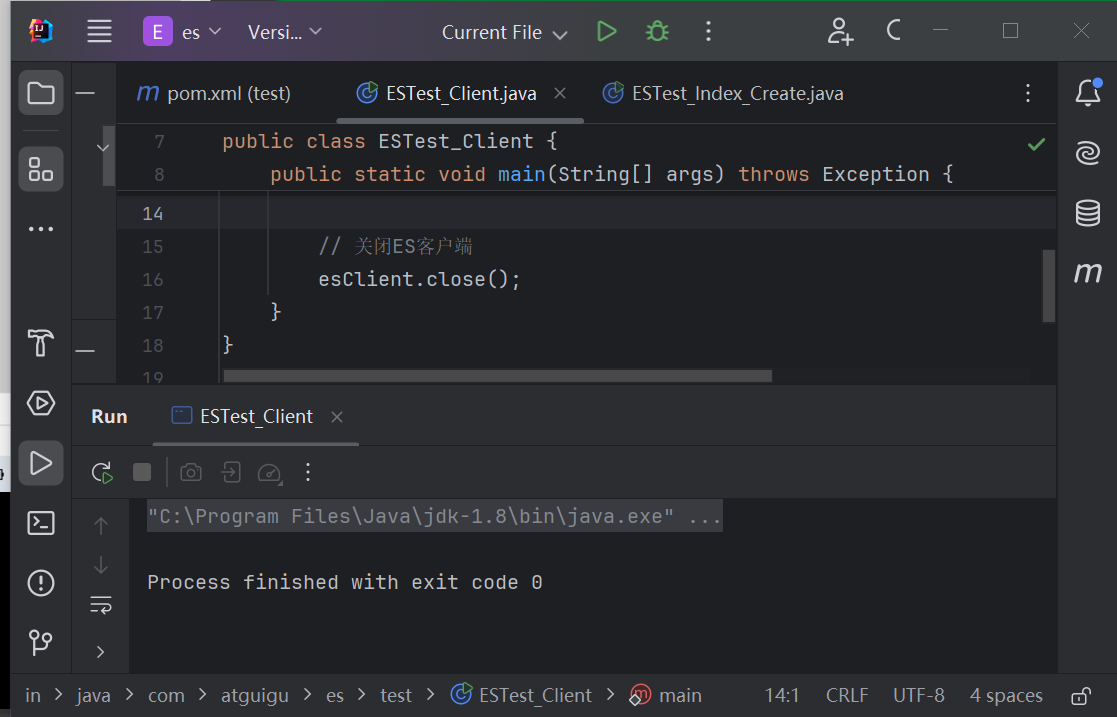 E es Versi... Current File
pom.xml (test) ESTest_Client.java ESTest_Index_Create.java
7 public class ESTest_Client {
8 public static void main(String[] args) throws Exception {
14
15 // 关闭ES客户端
16 esClient.close();
17 }
18 }
19
Run ESTest_Client
"C:\Program Files\Java\jdk-1.8\bin\java.exe" ...
Process finished with exit code 0
in > java > com > atguigu > es > test > ESTest_Client > main 14:1 CRLF UTF-8 4 spaces